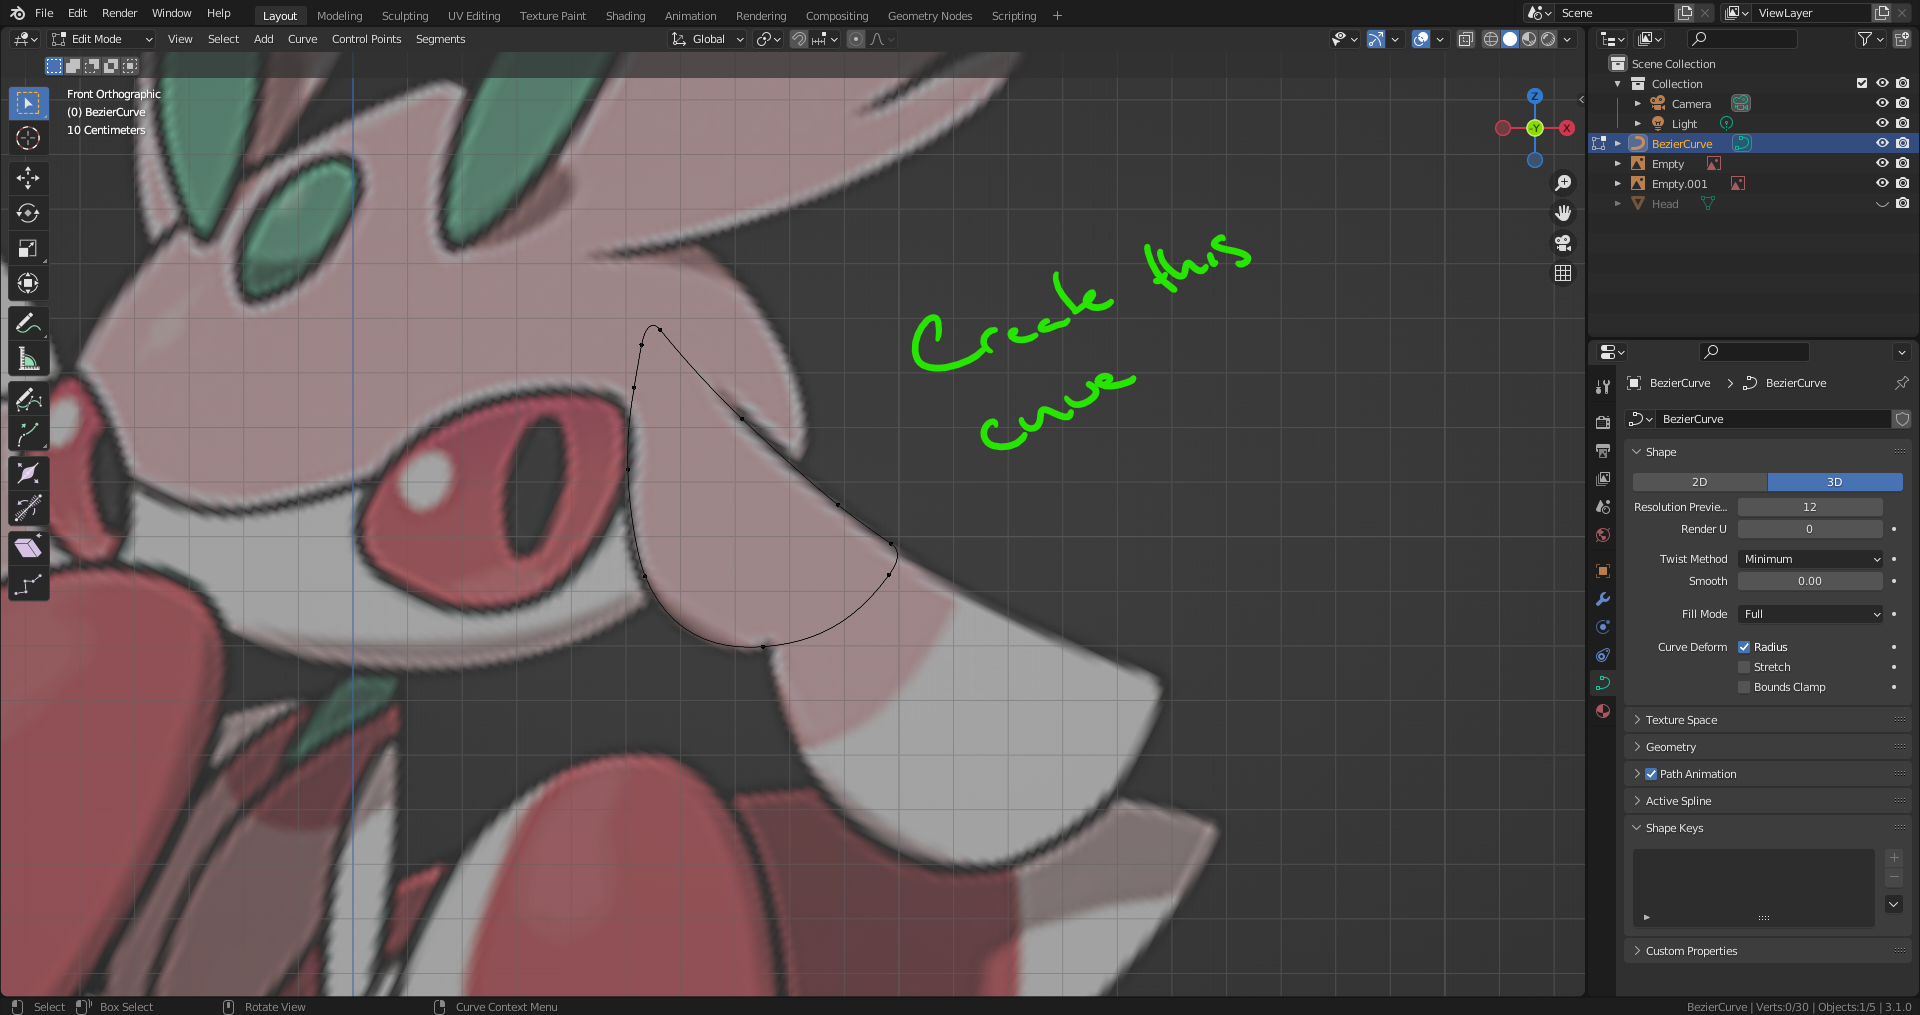 File Edit Render Window Help Layout Modeling Sculpting UV Editing Texture Paint Shading Animation Rendering Compositing Geometry Nodes Scripting + Scene ViewLayer
Edit Mode View Select Add Curve Control Points Segments Global
Front Orthographic
(0) BezierCurve
10 Centimeters
Z
-Y
X
Create this
curve
Scene Collection
Collection
Camera
Light
BezierCurve
Empty
Empty.001
Head
BezierCurve BezierCurve
BezierCurve
Shape
2D 3D
Resolution Previe... 12
Render U 0
Twist Method Minimum
Smooth 0.00
Fill Mode Full
Curve Deform Radius
Stretch
Bounds Clamp
Texture Space
Geometry
Path Animation
Active Spline
Shape Keys
Custom Properties
Select Box Select Rotate View Curve Context Menu BezierCurve | Verts:0/30 | Objects:1/5 | 3.1.0